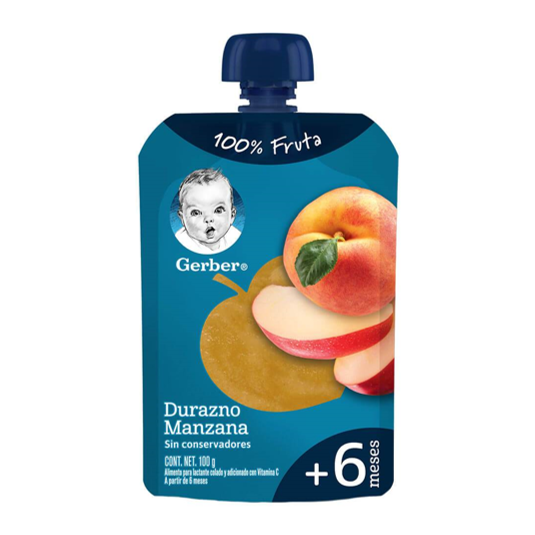 100% Fruta
Gerber®
Durazno
Manzana
Sin conservadores
CONT. NET. 100 g
Alimento para lactante colado y adicionado con Vitamina C
A partir de 6 meses
+6 meses